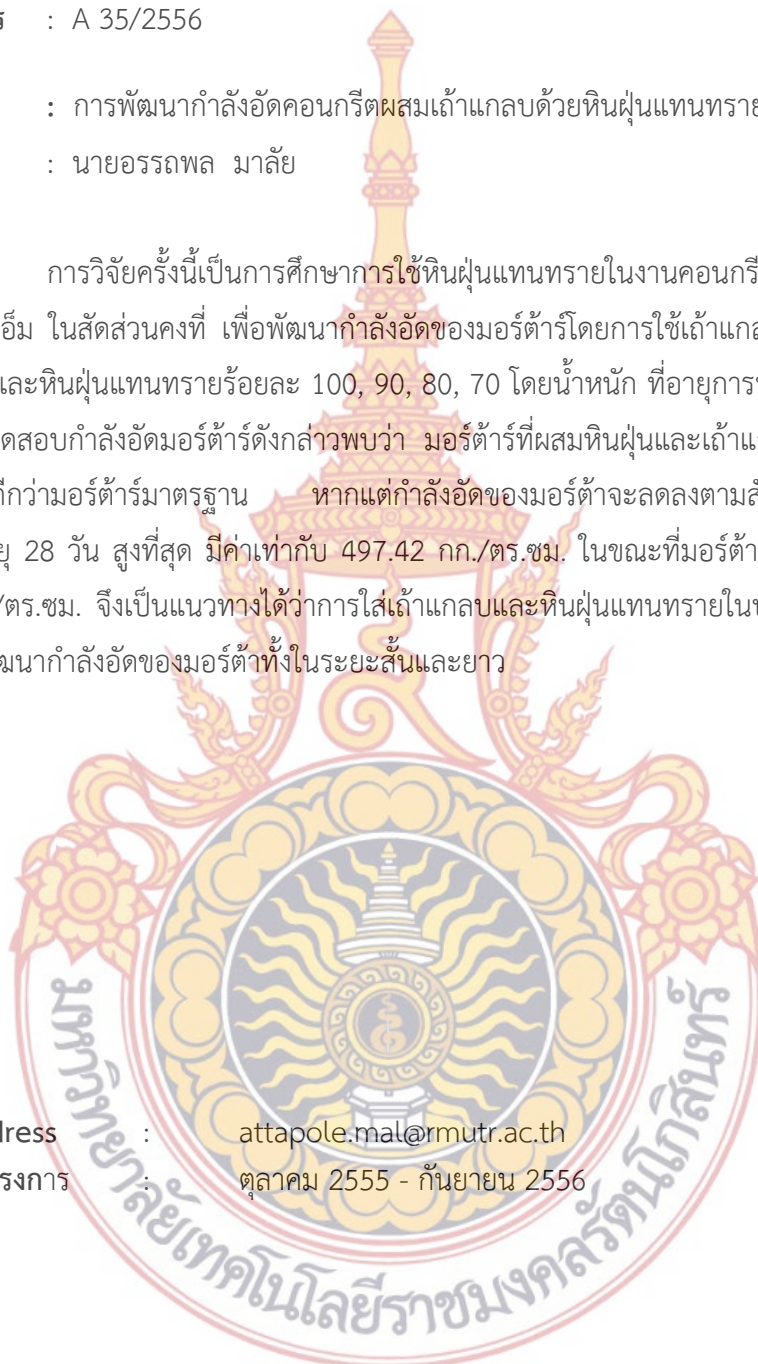 ร : A 35/2556
: การพัฒนากำลังอัดคอนกรีตผสมเถ้าแกลบด้วยหินฝุ่นแทนทราย
: นายอรรถพล มาลัย
การวิจัยครั้งนี้เป็นการศึกษาการใช้หินฝุ่นแทนทรายในงานคอนกรี
อ็ม ในสัดส่วนคงที่ เพื่อพัฒนากำลังอัดของมอร์ต้าร์โดยการใช้เถ้าแกล
และหินฝุ่นแทนทรายร้อยละ 100, 90, 80, 70 โดยน้ำหนัก ที่อายุการ
ดสอบกำลังอัดมอร์ต้าร์ดังกล่าวพบว่า มอร์ต้าร์ที่ผสมหินฝุ่นและเถ้าแ
ดีกว่ามอร์ต้าร์มาตรฐาน หากแต่กำลังอัดของมอร์ต้าจะลดลงตามสั
ยุ 28 วัน สูงที่สุด มีค่าเท่ากับ 497.42 กก./ตร.ซม. ในขณะที่มอร์ต้า
/ตร.ซม. จึงเป็นแนวทางได้ว่าการใส่เถ้าแกลบและหินฝุ่นแทนทรายใน
ฒนากำลังอัดของมอร์ต้าทั้งในระยะสั้นและยาว
dress : attapole.mal@rmutr.ac.th
รงการ : ตุลาคม 2555 - กันยายน 2556
มหาวิทยาลัยเทคโนโลยีราชมงคลรัตนโกสินทร์